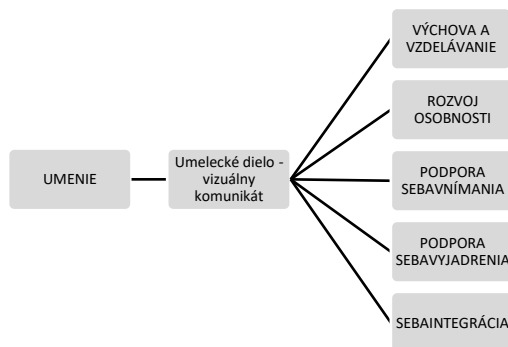 UMENIE
Umelecké dielo -
vizuálny
komunikát
VÝCHOVA A
VZDELÁVANIE
ROZVOJ
OSOBNOSTI
PODPORA
SEBAVNÍMANIA
PODPORA
SEBAVYJADRENIA
SEBAINTEGRÁCIA